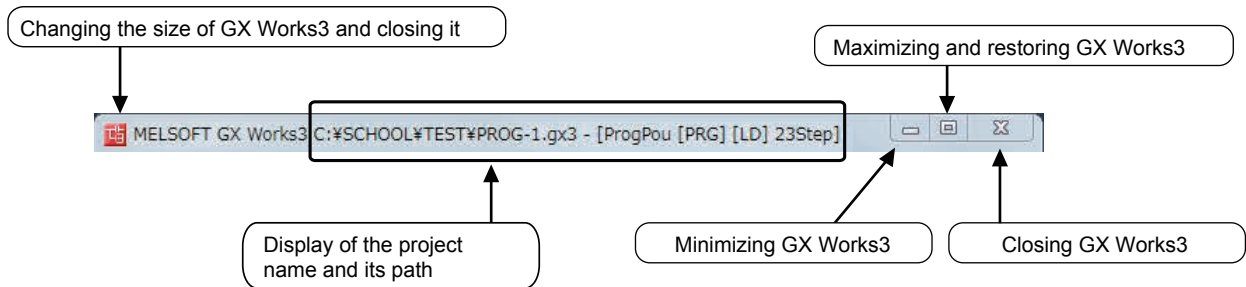 Changing the size of GX Works3 and closing it
Maximizing and restoring GX Works3
MELSOFT GX Works3 C:¥SCHOOL¥TEST¥PROG-1.gx3 - [ProgPou [PRG] [LD] 23Step]
Display of the project
name and its path
Minimizing GX Works3
Closing GX Works3